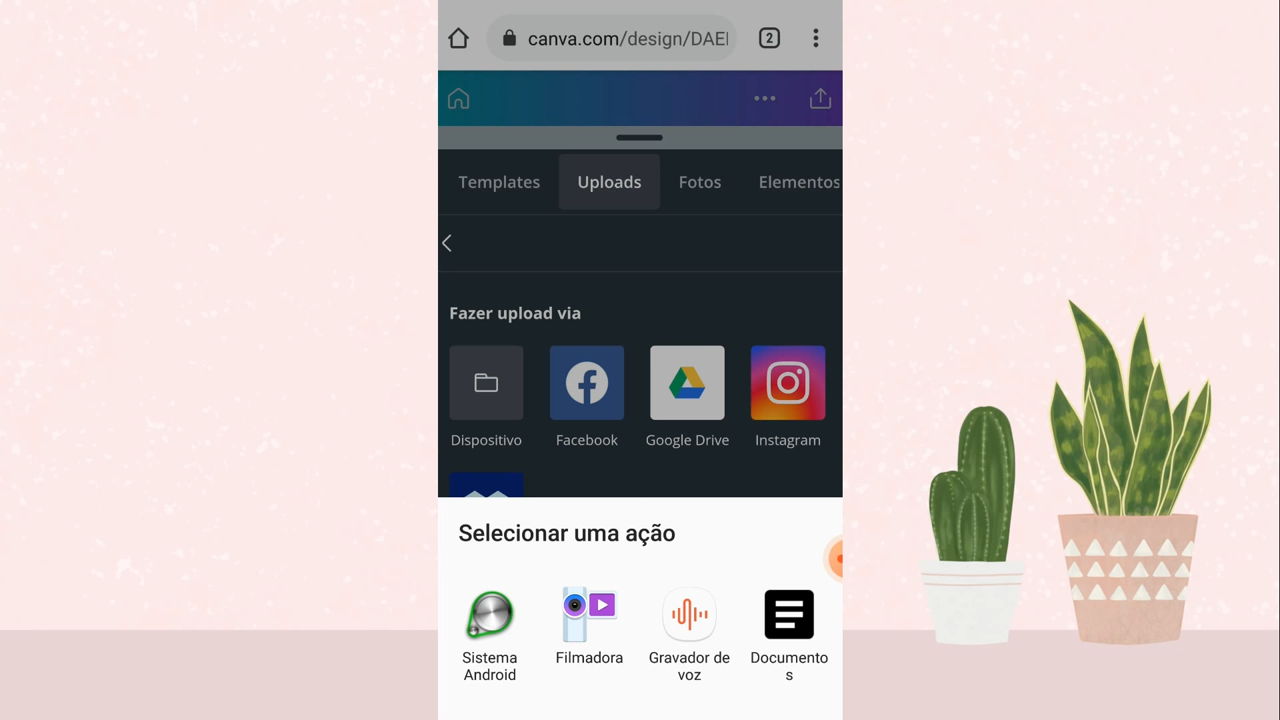 canva.com/design/DAE
2
Templates Uploads Fotos Elementos
Fazer upload via
Dispositivo Facebook Google Drive Instagram
Selecionar uma ação
Sistema Android Filmadora Gravador de voz Documentos